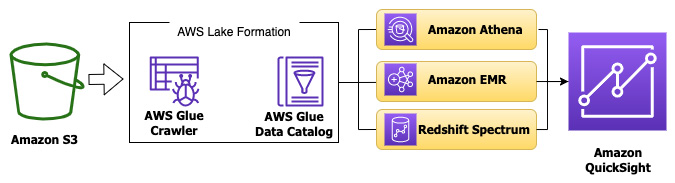 Amazon S3
AWS Lake Formation
AWS Glue
Crawler
AWS Glue
Data Catalog
Amazon Athena
Amazon EMR
Redshift Spectrum
Amazon
QuickSight